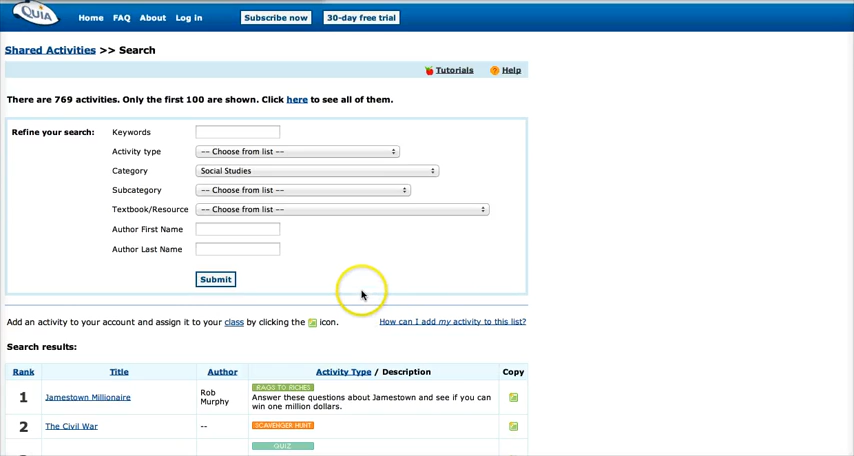 QUIA
Home FAQ About Log in Subscribe now 30-day free trial
Shared Activities >> Search
Tutorials Help
There are 769 activities. Only the first 100 are shown. Click here to see all of them.
Refine your search: Keywords
Activity type -- Choose from list --
Category Social Studies
Subcategory -- Choose from list --
Textbook/Resource -- Choose from list --
Author First Name
Author Last Name
Submit
Add an activity to your account and assign it to your class by clicking the icon. How can I add my activity to this list?
Search results:
Rank Title Author Activity Type / Description Copy
RAGS TO RICHES
1 Jamestown Millionaire Rob Murphy Answer these questions about Jamestown and see if you can
win one million dollars.
2 The Civil War -- SCAVENGER HUNT
QUIZ